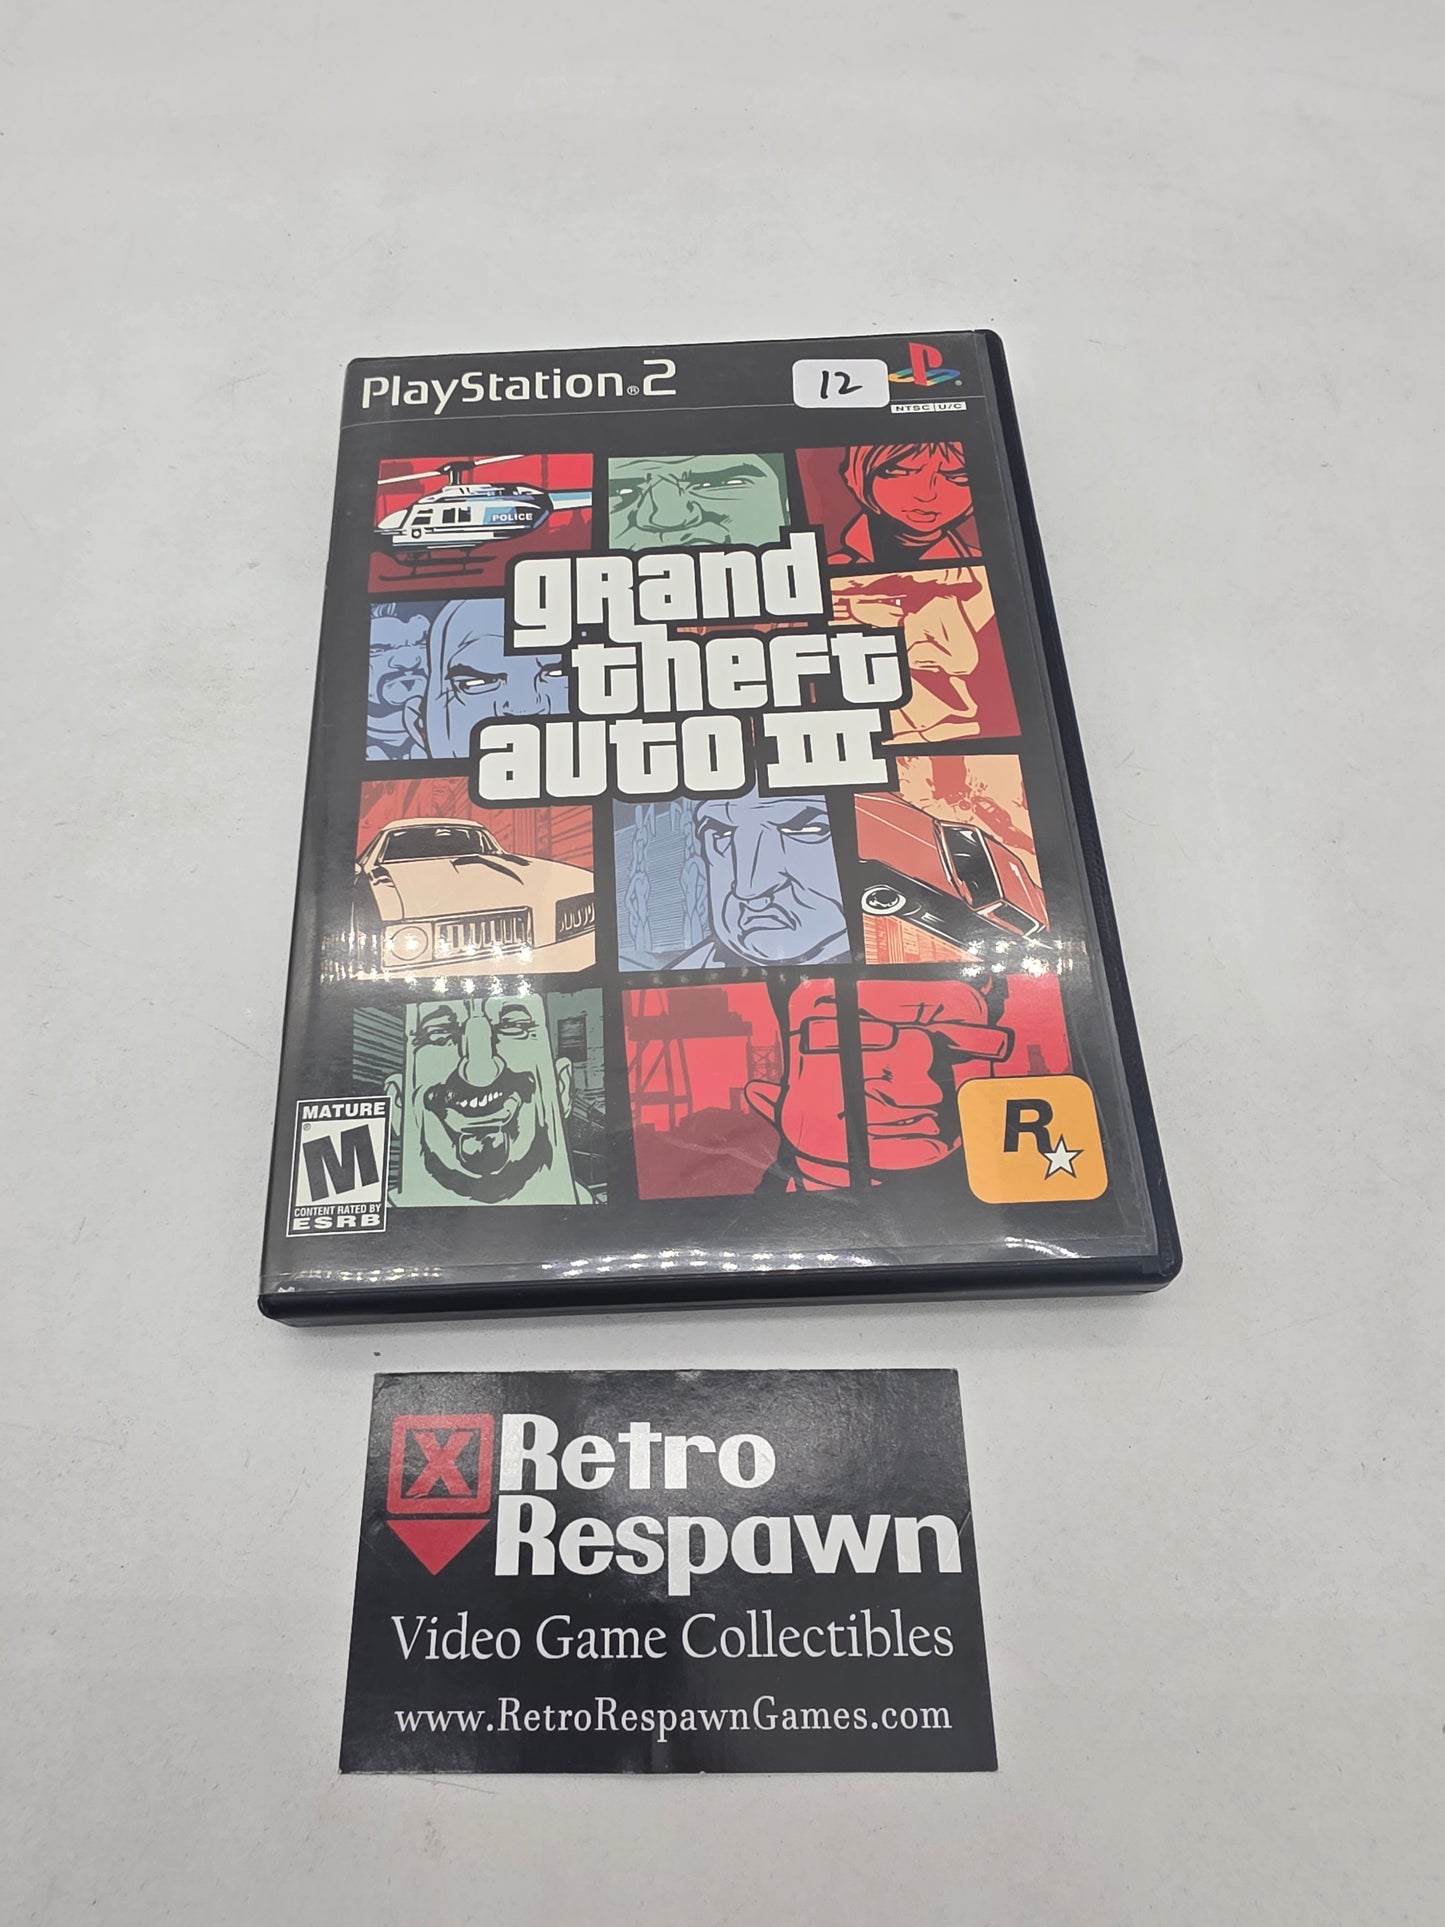 PlayStation®2
12
NTSC U/C
POLICE
grand
theft
auto III
MATURE
M
CONTENT RATED BY
ESRB
R
X
Retro
Respawn
Video Game Collectibles
www.RetroRespawnGames.com